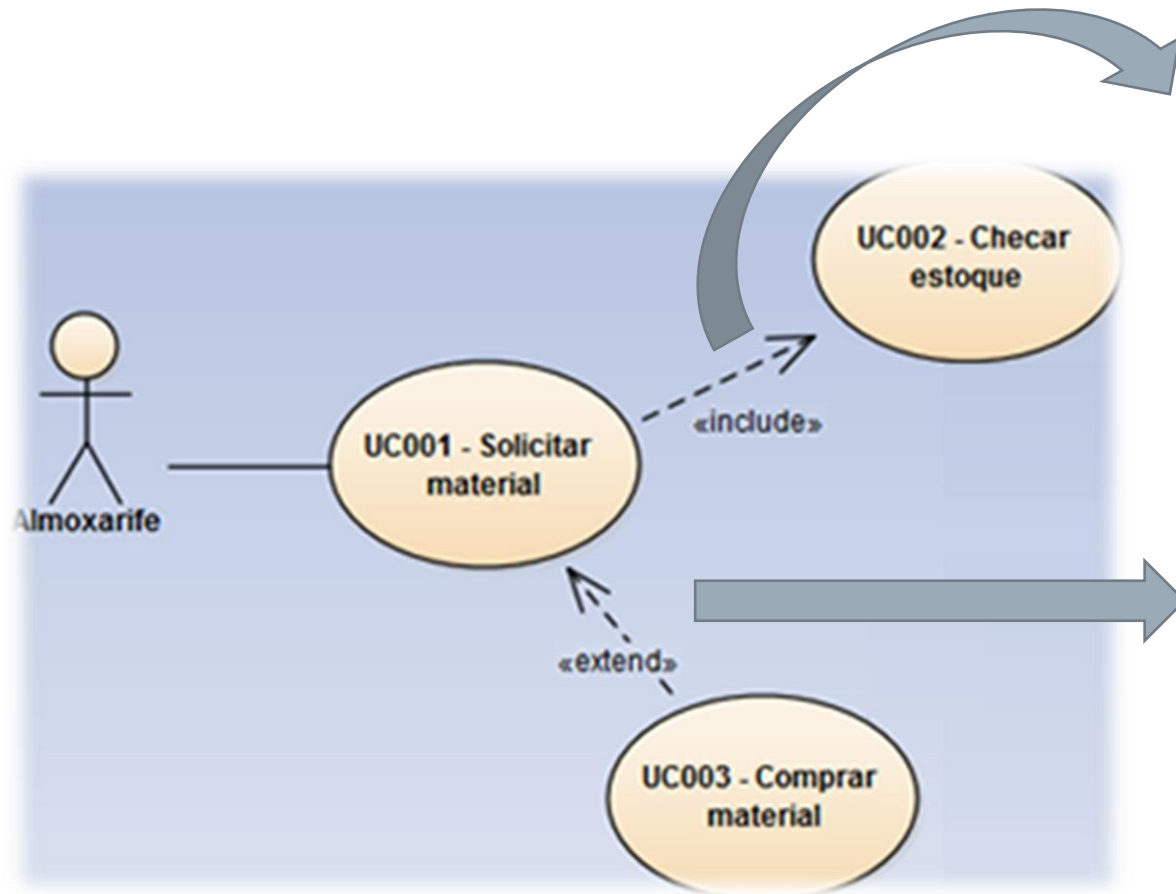 UC002 - Checar
estoque
«include»
UC001 - Solicitar
material
Almoxarife
«extend»
UC003 - Comprar
material